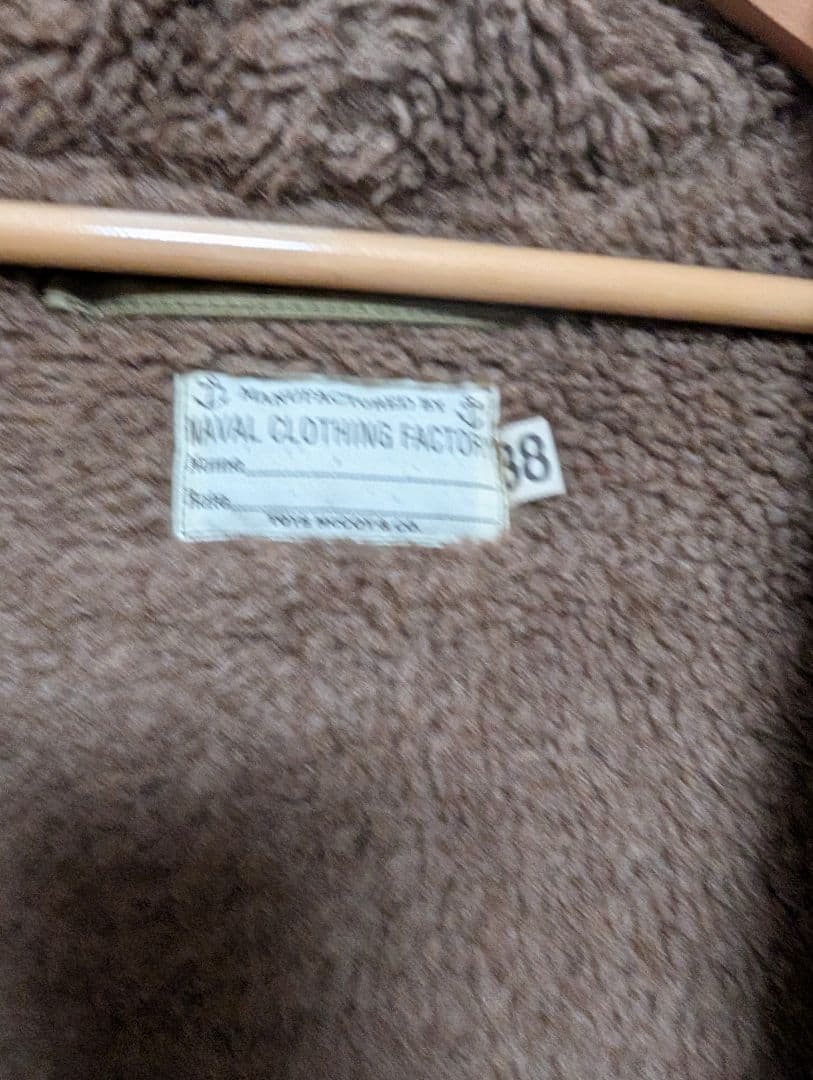 MANUFACTURED BY
NAVAL CLOTHING FACTORY
38
Name
Rate
TOYS McCOY & CO.